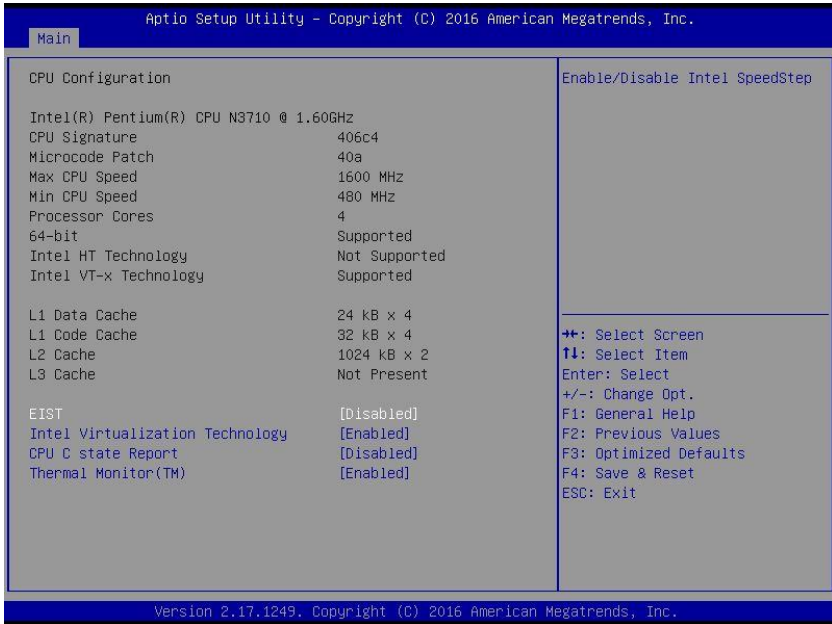 Aptio Setup Utility – Copyright (C) 2016 American Megatrends, Inc.
Main
CPU Configuration
Intel(R) Pentium(R) CPU N3710 @ 1.60GHz
CPU Signature 406c4
Microcode Patch 40a
Max CPU Speed 1600 MHz
Min CPU Speed 480 MHz
Processor Cores 4
64-bit Supported
Intel HT Technology Not Supported
Intel VT-x Technology Supported
L1 Data Cache 24 kB x 4
L1 Code Cache 32 kB x 4
L2 Cache 1024 kB x 2
L3 Cache Not Present
EIST [Disabled]
Intel Virtualization Technology [Enabled]
CPU C state Report [Disabled]
Thermal Monitor(TM) [Enabled]
Enable/Disable Intel SpeedStep
→←: Select Screen
↑↓: Select Item
Enter: Select
+/-: Change Opt.
F1: General Help
F2: Previous Values
F3: Optimized Defaults
F4: Save & Reset
ESC: Exit
Version 2.17.1249. Copyright (C) 2016 American Megatrends, Inc.